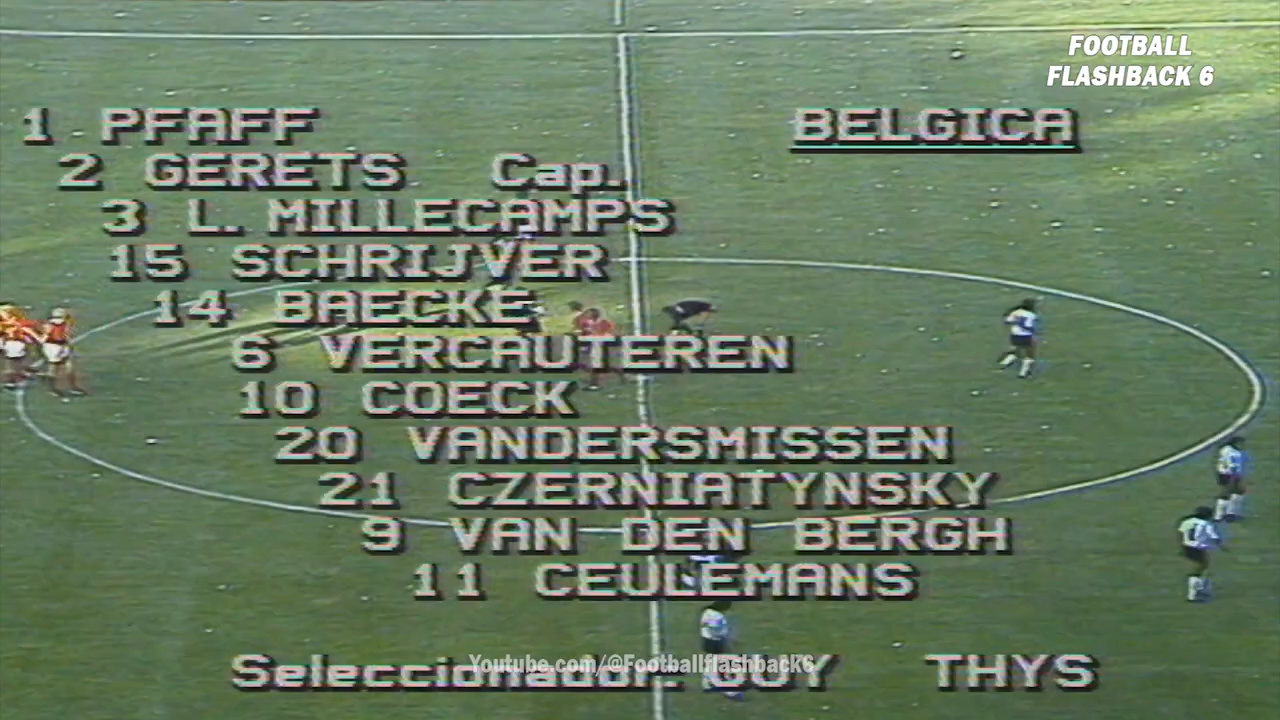 FOOTBALL
FLASHBACK 6
1 PFAFF
BELGICA
2 GERETS Cap.
3 L. MILLECAMPS
15 SCHRIJVER
14 BAECKE
6 VERCAUTEREN
10 COECK
20 VANDERSMISSEN
21 CZERNIATYNSKY
9 VAN DEN BERGH
11 CEULEMANS
Seleccionador: GUY THYS
Youtube.com/@Footballflashback6